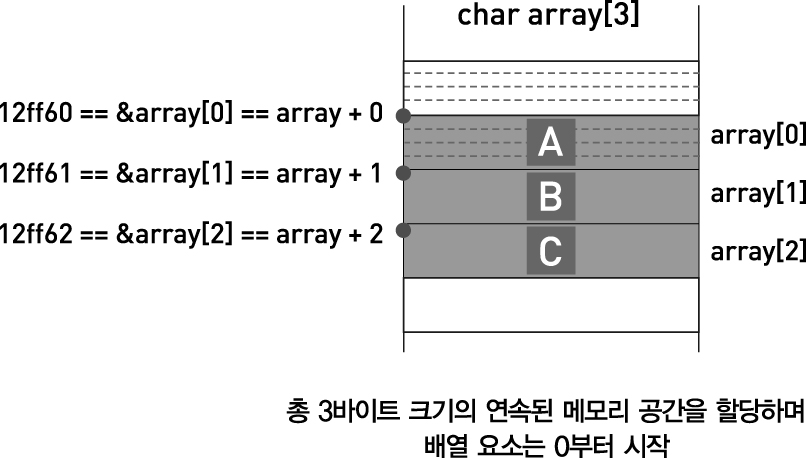 char array[3]
12ff60 == &array[0] == array + 0
A
array[0]
12ff61 == &array[1] == array + 1
B
array[1]
12ff62 == &array[2] == array + 2
C
array[2]
총 3바이트 크기의 연속된 메모리 공간을 할당하며
배열 요소는 0부터 시작